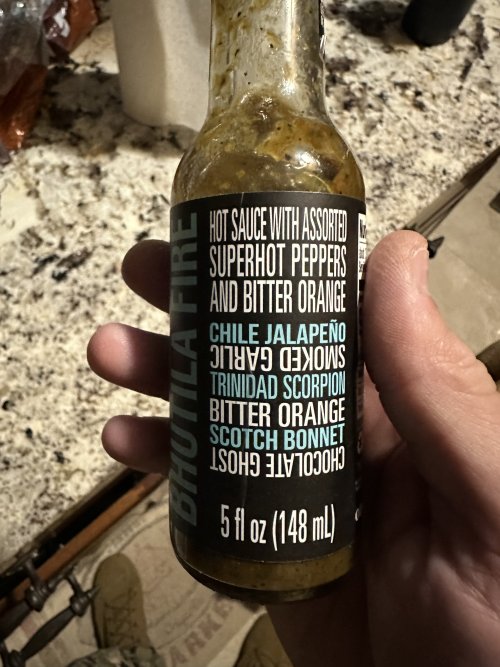 BHUTILA FIRE
HOT SAUCE WITH ASSORTED
SUPERHOT PEPPERS
AND BITTER ORANGE
CHILE JALAPEÑO
SMOKED GARLIC
TRINIDAD SCORPION
BITTER ORANGE
SCOTCH BONNET
CHOCOLATE GHOST
5 fl oz (148 mL)